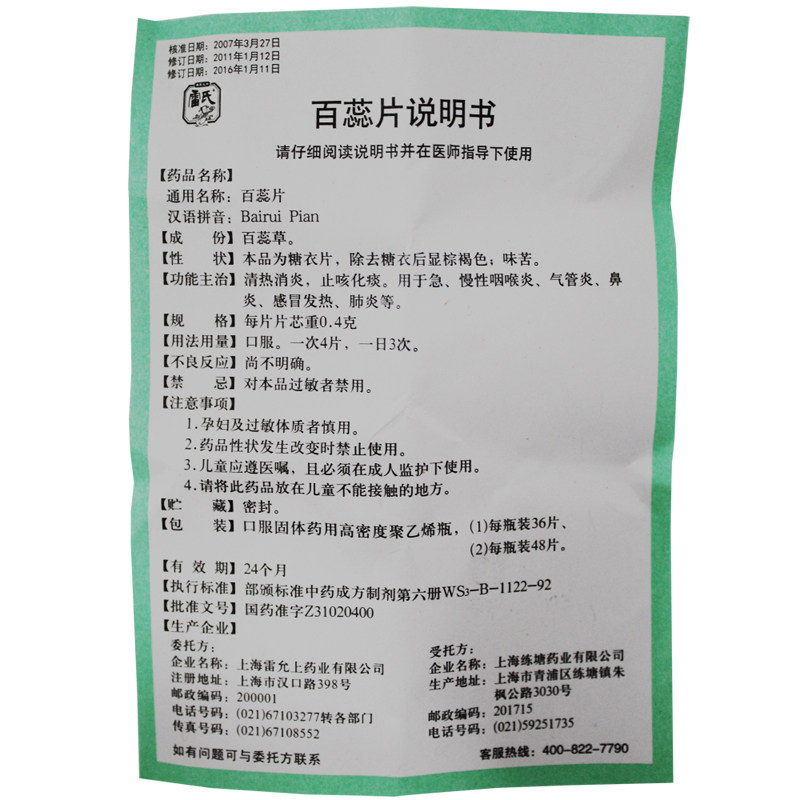 核准日期：2007年3月27日
修订日期：2011年1月12日
修订日期：2016年1月11日
雷氏
百蕊片说明书
请仔细阅读说明书并在医师指导下使用
【药品名称】
通用名称：百蕊片
汉语拼音：Bairui Pian
【成 份】百蕊草。
【性 状】本品为糖衣片，除去糖衣后显棕褐色；味苦。
【功能主治】清热消炎，止咳化痰。用于急、慢性咽喉炎、气管炎、鼻
炎、感冒发热、肺炎等。
【规 格】每片片芯重0.4克
【用法用量】口服。一次4片，一日3次。
【不良反应】尚不明确。
【禁 忌】对本品过敏者禁用。
【注意事项】
1.孕妇及过敏体质者慎用。
2.药品性状发生改变时禁止使用。
3.儿童应遵医嘱，且必须在成人监护下使用。
4.请将此药品放在儿童不能接触的地方。
【贮 藏】密封。
【包 装】口服固体药用高密度聚乙烯瓶，(1)每瓶装36片、
(2)每瓶装48片。
【有 效 期】24个月
【执行标准】部颁标准中药成方制剂第六册WS₃-B-1122-92
【批准文号】国药准字Z31020400
【生产企业】
委托方：
企业名称：上海雷允上药业有限公司
注册地址：上海市汉口路398号
邮政编码：200001
电话号码：(021)67103277转各部门
传真号码：(021)67108552
如有问题可与委托方联系
受托方：
企业名称：上海练塘药业有限公司
生产地址：上海市青浦区练塘镇朱
枫公路3030号
邮政编码：201715
电话号码：(021)59251735
客服热线：400-822-7790